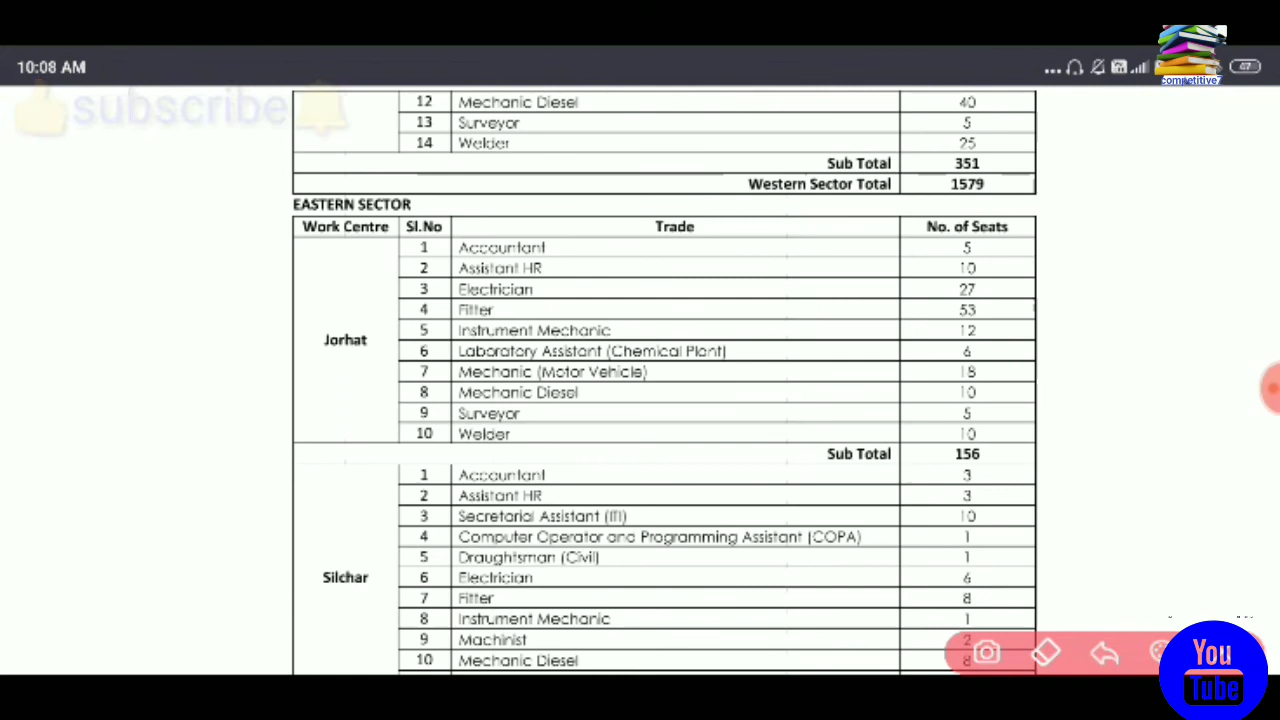 10:08 AM
47
competitive7
subscribe
12 Mechanic Diesel 40
13 Surveyor 5
14 Welder 25
Sub Total 351
Western Sector Total 1579
EASTERN SECTOR
Work Centre Sl.No Trade No. of Seats
1 Accountant 5
2 Assistant HR 10
3 Electrician 27
4 Fitter 53
Jorhat 5 Instrument Mechanic 12
6 Laboratory Assistant (Chemical Plant) 6
7 Mechanic (Motor Vehicle) 18
8 Mechanic Diesel 10
9 Surveyor 5
10 Welder 10
Sub Total 156
1 Accountant 3
2 Assistant HR 3
3 Secretarial Assistant (ITI) 10
4 Computer Operator and Programming Assistant (COPA) 1
5 Draughtsman (Civil) 1
Silchar 6 Electrician 6
7 Fitter 8
8 Instrument Mechanic 1
9 Machinist 2
10 Mechanic Diesel 8
You
Tube